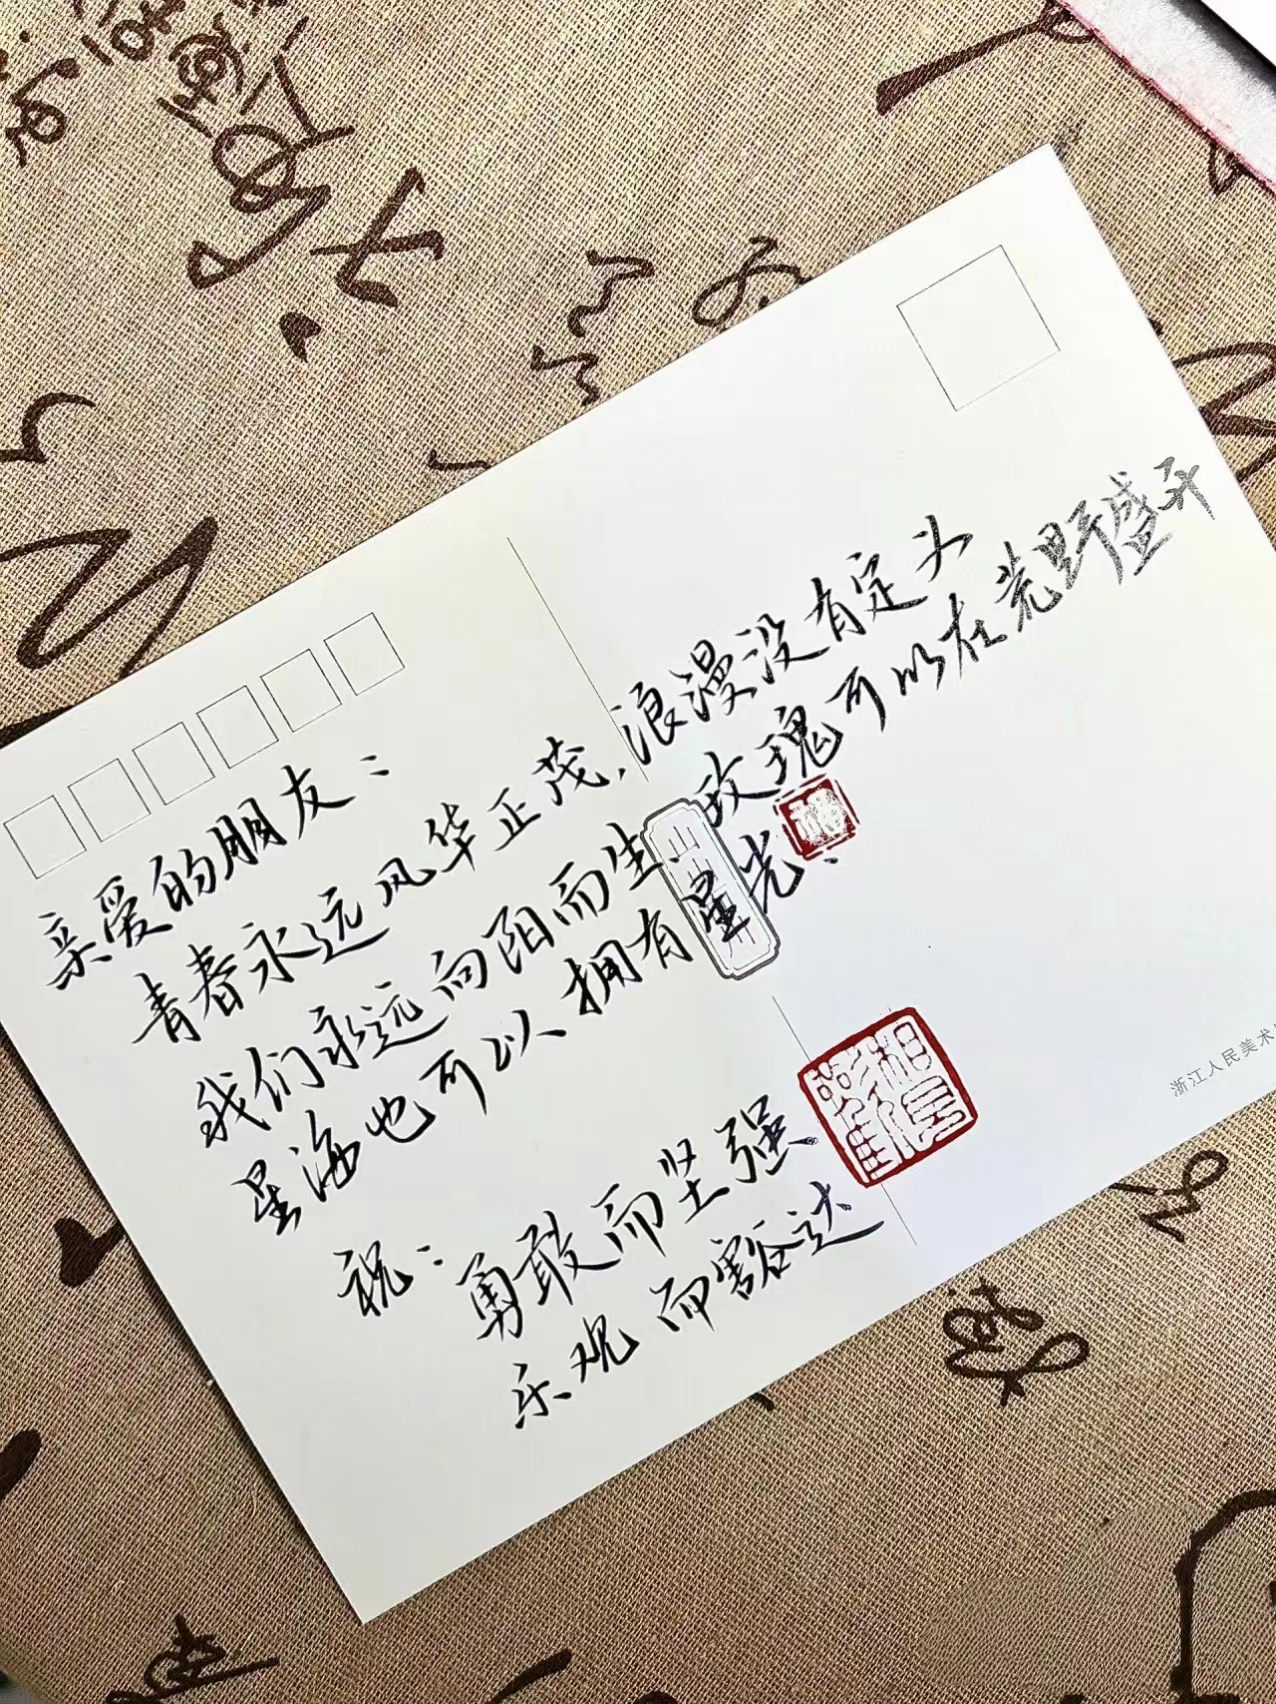 亲爱的朋友：
青春永远风华正茂，浪漫没有定义
我们永远向阳而生、玫瑰可以在荒野盛开
星海也可以拥有星光、
祝：勇敢而坚强
乐观而豁达
浙江人民美术